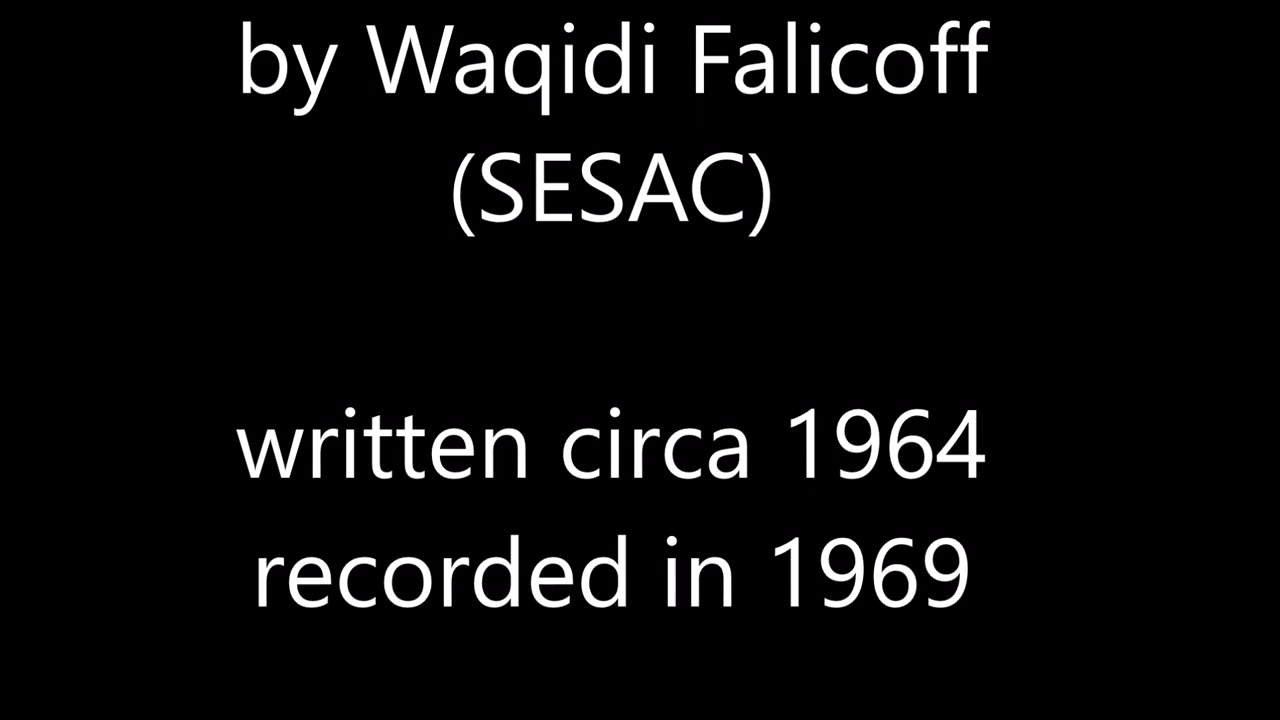 by Waqidi Falicoff
(SESAC)
written circa 1964
recorded in 1969